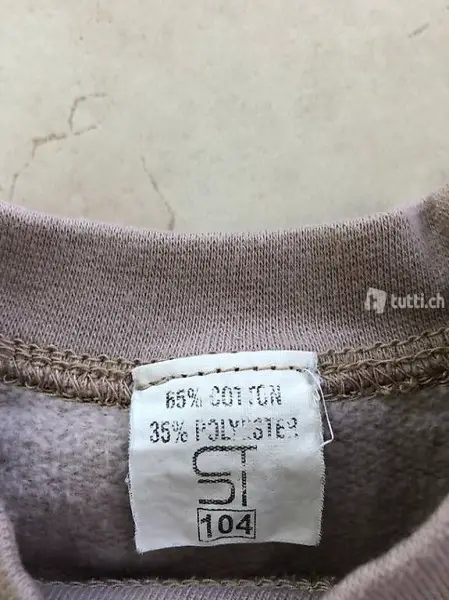 65% COTTON
35% POLYESTER
ST
104
tutti.ch